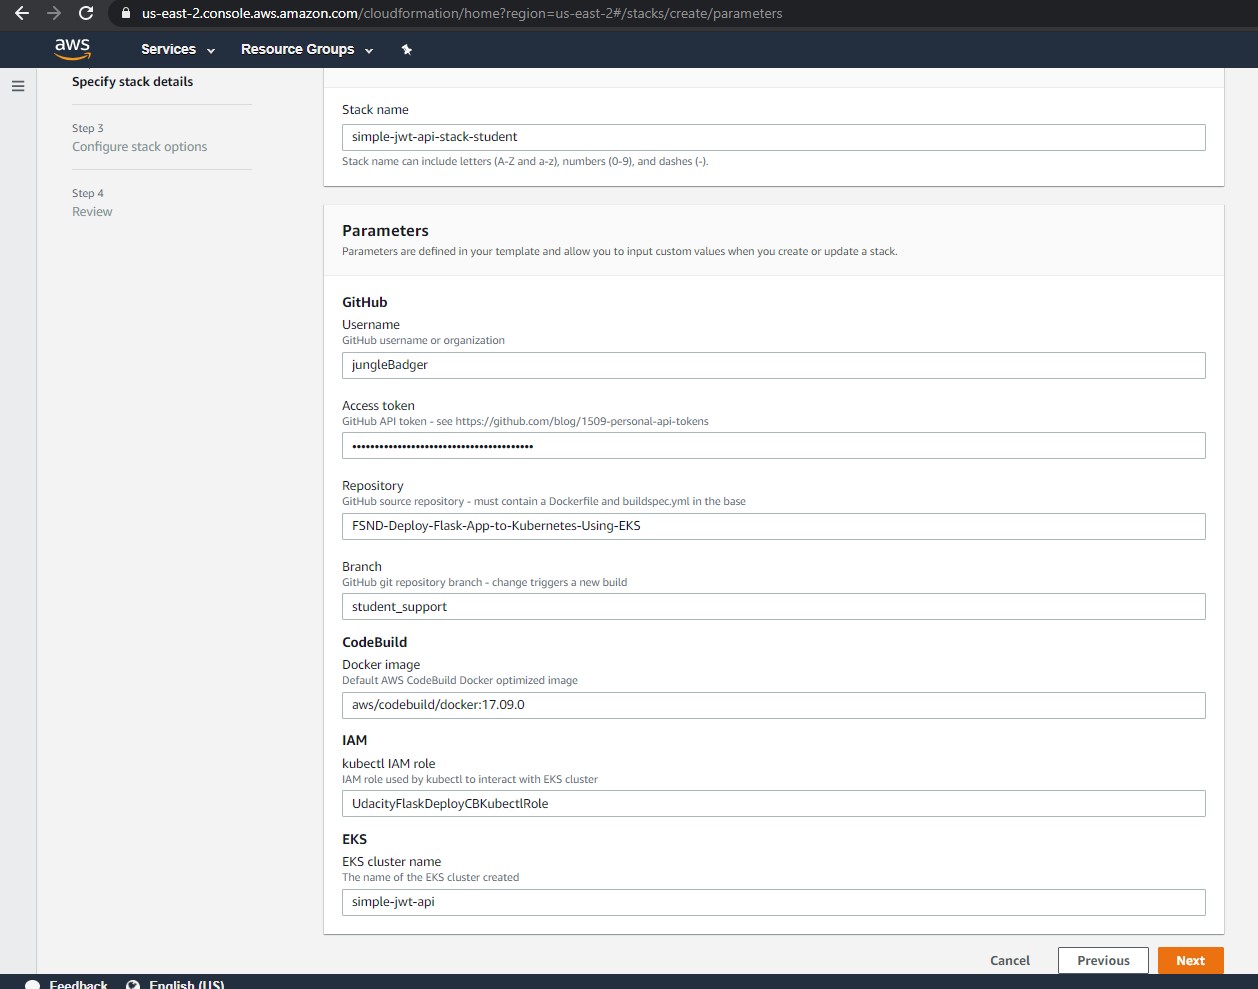 us-east-2.console.aws.amazon.com/cloudformation/home?region=us-east-2#/stacks/create/parameters
aws Services Resource Groups
Specify stack details
Step 3
Configure stack options
Step 4
Review
Stack name
simple-jwt-api-stack-student
Stack name can include letters (A-Z and a-z), numbers (0-9), and dashes (-).
Parameters
Parameters are defined in your template and allow you to input custom values when you create or update a stack.
GitHub
Username
GitHub username or organization
jungleBadger
Access token
GitHub API token - see https://github.com/blog/1509-personal-api-tokens
Repository
GitHub source repository - must contain a Dockerfile and buildspec.yml in the base
FSND-Deploy-Flask-App-to-Kubernetes-Using-EKS
Branch
GitHub git repository branch - change triggers a new build
student_support
CodeBuild
Docker image
Default AWS CodeBuild Docker optimized image
aws/codebuild/docker:17.09.0
IAM
kubectl IAM role
IAM role used by kubectl to interact with EKS cluster
UdacityFlaskDeployCBKubectlRole
EKS
EKS cluster name
The name of the EKS cluster created
simple-jwt-api
Cancel Previous Next
Feedback English (US)